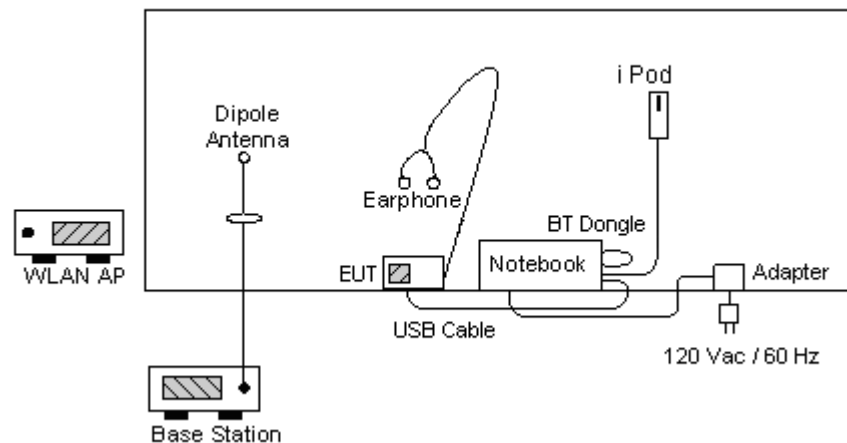 i Pod
Dipole
Antenna
Earphone
BT Dongle
WLAN AP
EUT
Notebook
Adapter
USB Cable
120 Vac / 60 Hz
Base Station